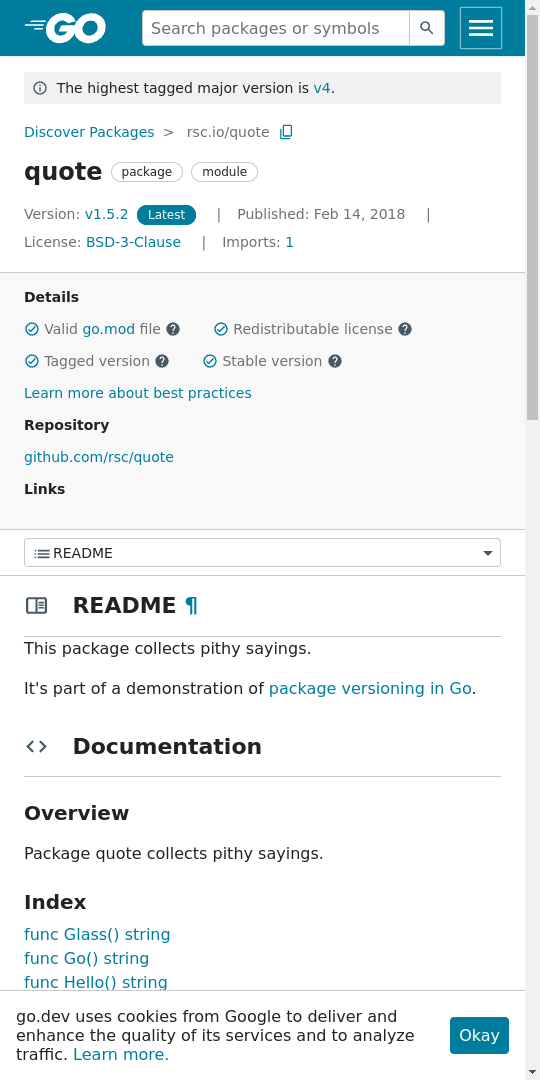 GO
Search packages or symbols
The highest tagged major version is v4.
Discover Packages > rsc.io/quote
quote package module
Version: v1.5.2 Latest | Published: Feb 14, 2018 |
License: BSD-3-Clause | Imports: 1
Details
Valid go.mod file Redistributable license
Tagged version Stable version
Learn more about best practices
Repository
github.com/rsc/quote
Links
README
README ¶
This package collects pithy sayings.
It's part of a demonstration of package versioning in Go.
Documentation
Overview
Package quote collects pithy sayings.
Index
func Glass() string
func Go() string
func Hello() string
go.dev uses cookies from Google to deliver and
enhance the quality of its services and to analyze
traffic. Learn more.
Okay